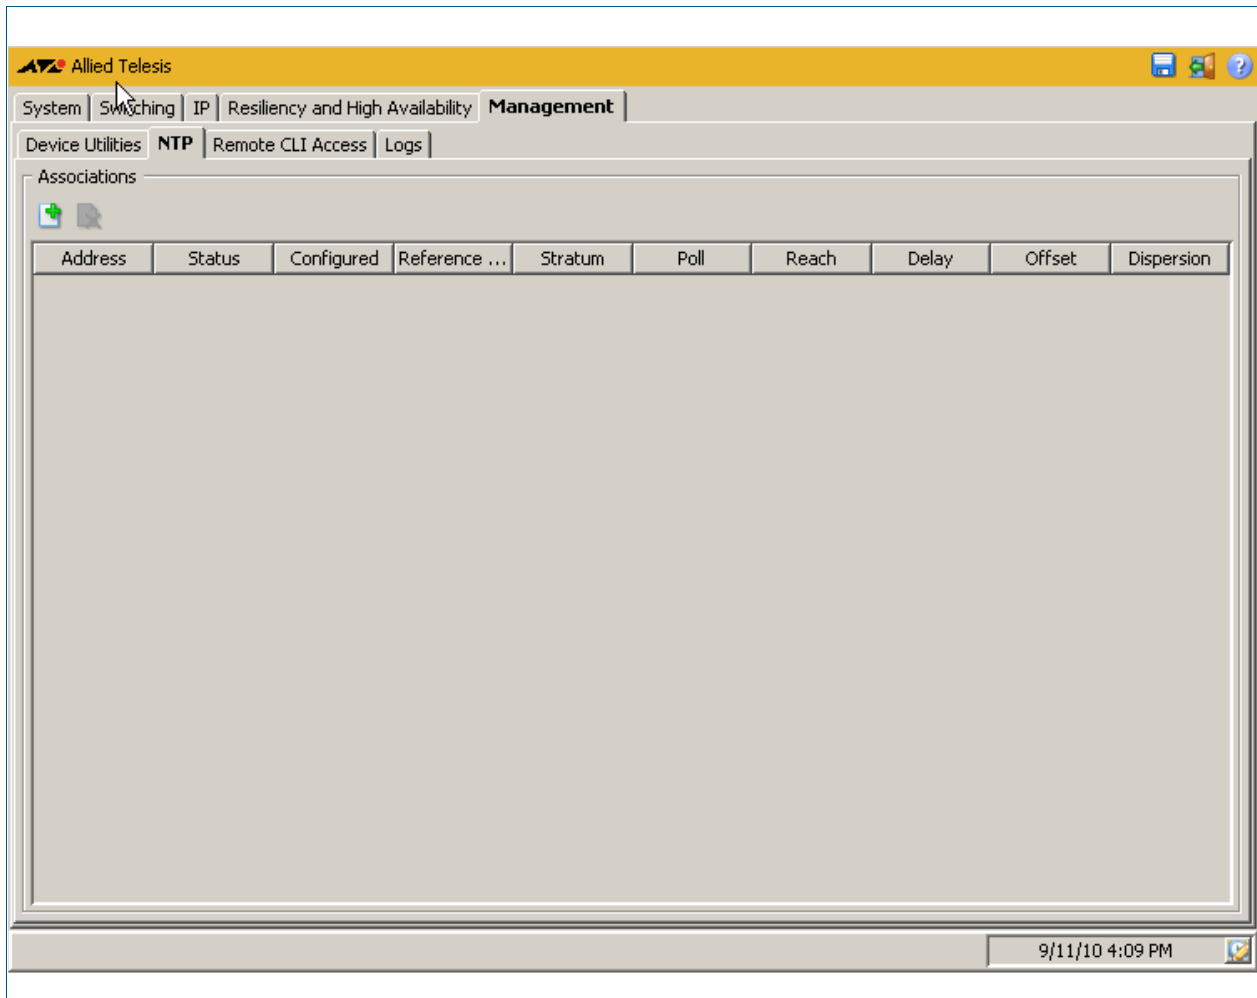 Allied Telesis
System Switching IP Resiliency and High Availability Management
Device Utilities NTP Remote CLI Access Logs
Associations
Address Status Configured Reference ... Stratum Poll Reach Delay Offset Dispersion
9/11/10 4:09 PM